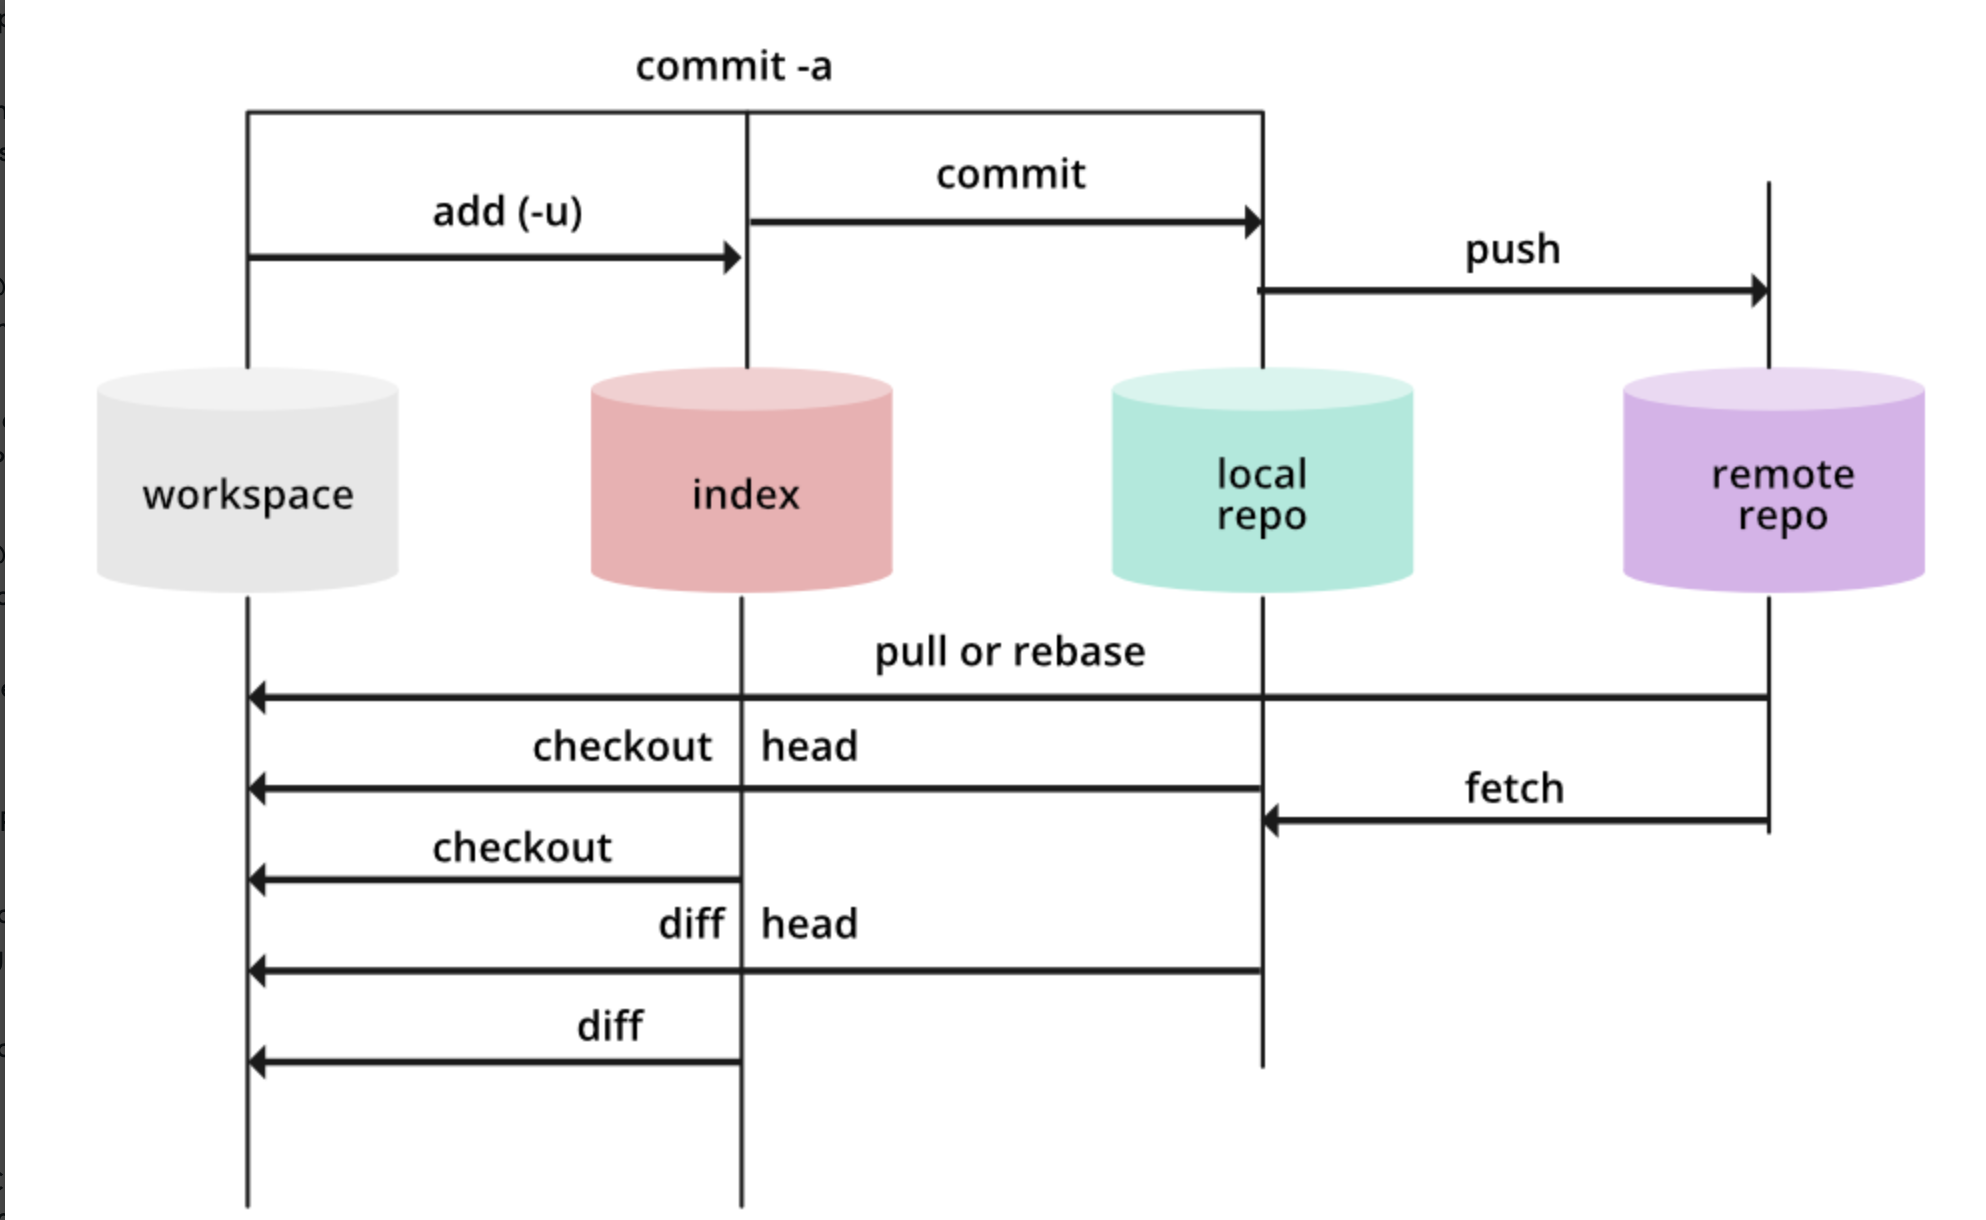 commit -a
commit
add (-u)
push
workspace
index
local
repo
remote
repo
pull or rebase
checkout head
fetch
checkout
diff head
diff